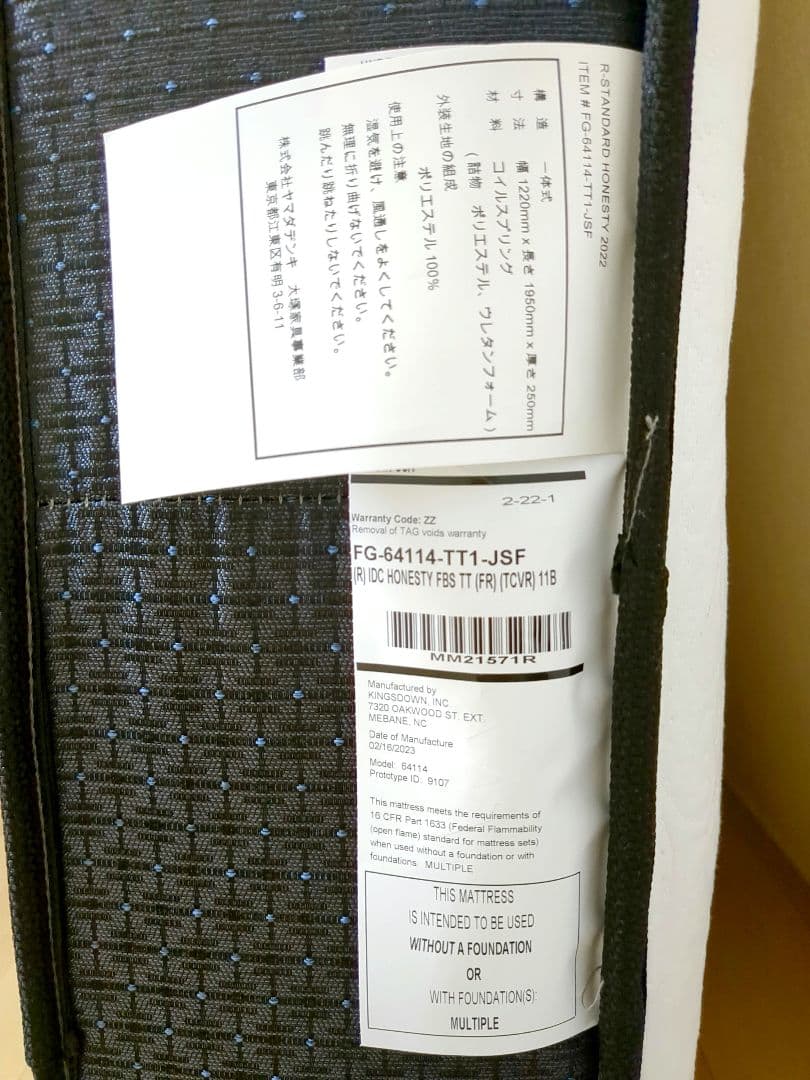 R-STANDARD HONESTY 2022
ITEM # FG-64114-TT1-JSF
構造 一体式
寸法 幅 1220mm x 長さ 1950mm x 厚さ 250mm
材料 コイルスプリング
(詰物 ポリエステル、ウレタンフォーム)
外装生地の組成
ポリエステル 100%
使用上の注意
湿気を避け、風通しをよくしてください。
無理に折り曲げないでください。
跳んだり跳ねたりしないでください。
株式会社ヤマダデンキ 大塚家具事業部
東京都江東区有明 3-6-11
2-22-1
Warranty Code: ZZ
Removal of TAG voids warranty
FG-64114-TT1-JSF
(R) IDC HONESTY FBS TT (FR) (TCVR) 11B
MM21571R
Manufactured by
KINGSDOWN, INC
7320 OAKWOOD ST. EXT.
MEBANE, NC
Date of Manufacture
02/16/2023
Model: 64114
Prototype ID: 9107
This mattress meets the requirements of
16 CFR Part 1633 (Federal Flammability
(open flame) standard for mattress sets)
when used without a foundation or with
foundations MULTIPLE
THIS MATTRESS
IS INTENDED TO BE USED
WITHOUT A FOUNDATION
OR
WITH FOUNDATION(S):
MULTIPLE